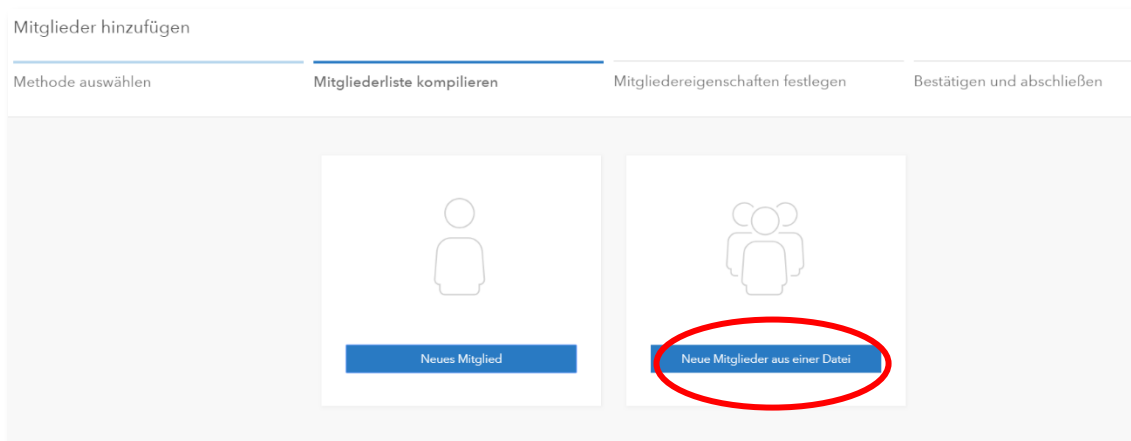 Mitglieder hinzufügen
Methode auswählen
Mitgliederliste kompilieren
Mitgliedereigenschaften festlegen
Bestätigen und abschließen
Neues Mitglied
Neue Mitglieder aus einer Datei